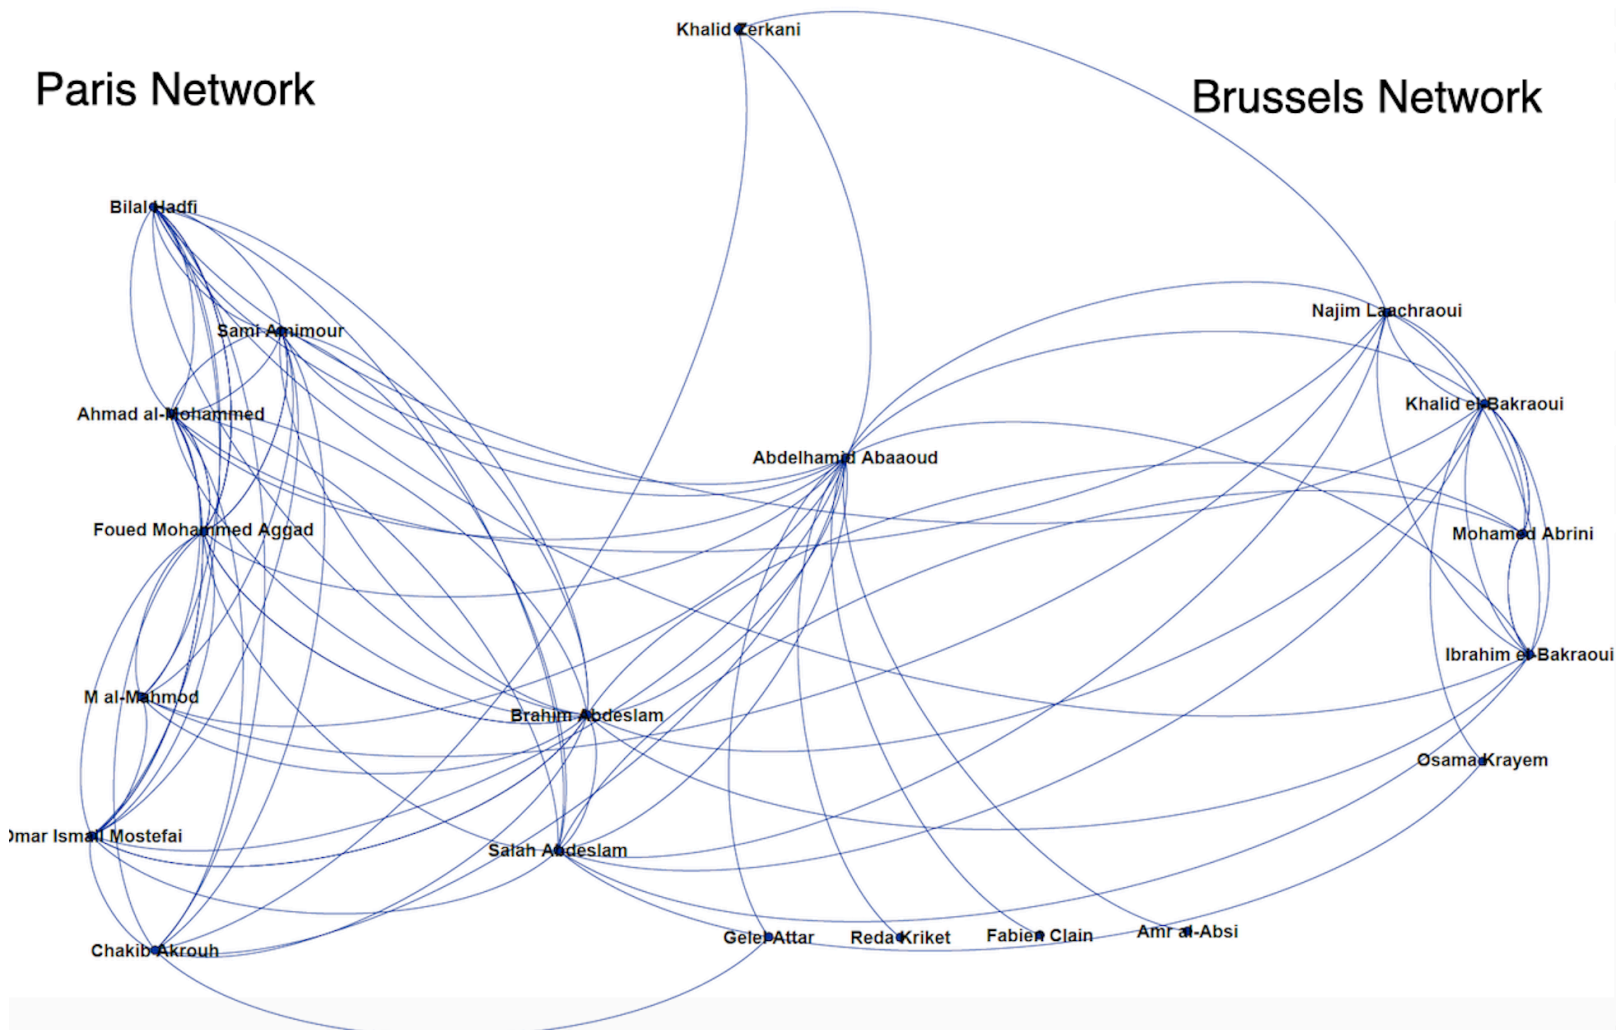 Khalid Zerkani
Paris Network
Brussels Network
Bilal Hadfi
Najim Laachraoui
Sami Amimour
Khalid el-Bakraoui
Ahmad al-Mohammed
Abdelhamid Abaaoud
Foued Mohammed Aggad
Mohamed Abrini
Ibrahim el-Bakraoui
M al-Mahmod
Brahim Abdeslam
Osama Krayem
Omar Ismail Mostefai
Salah Abdeslam
Gelel Attar
Reda Kriket
Fabien Clain
Amr al-Absi
Chakib Akrouh